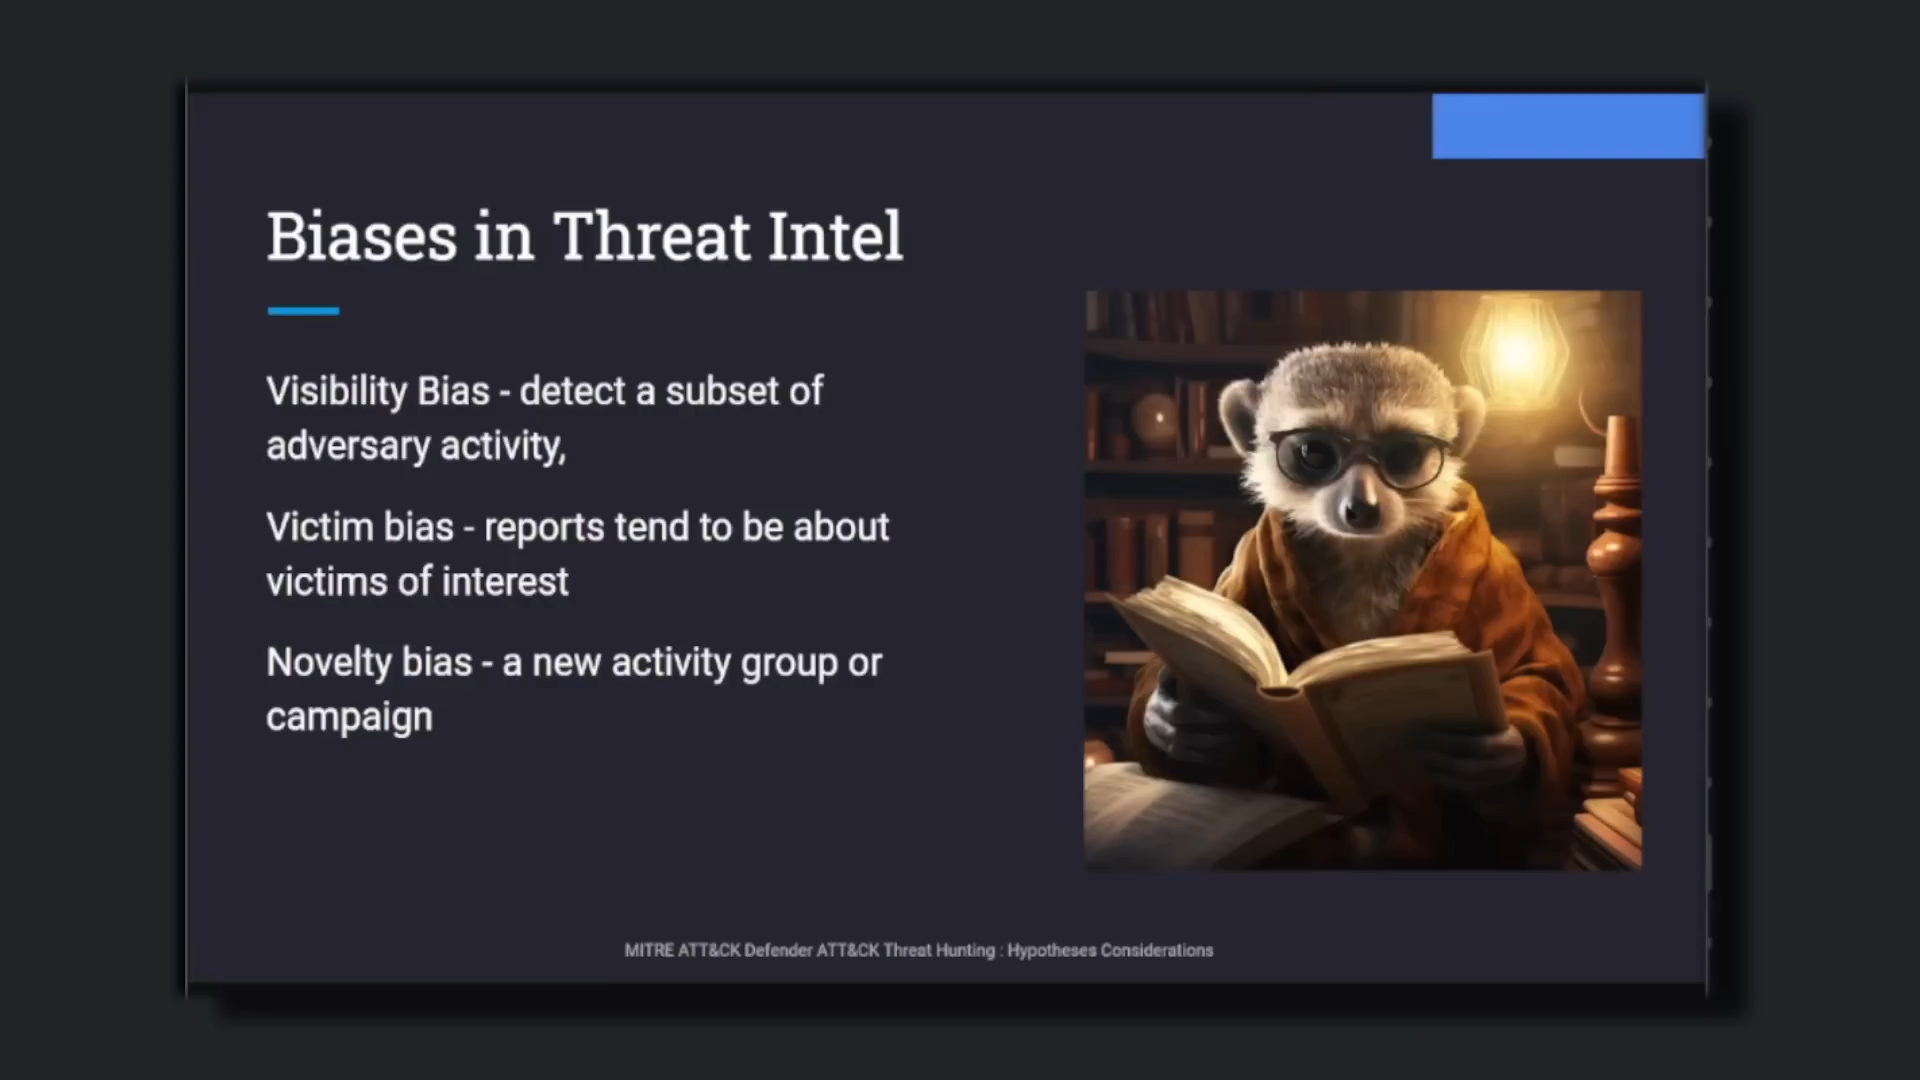 Biases in Threat Intel
Visibility Bias - detect a subset of
adversary activity,
Victim bias - reports tend to be about
victims of interest
Novelty bias - a new activity group or
campaign
MITRE ATT&CK Defender ATT&CK Threat Hunting : Hypotheses Considerations